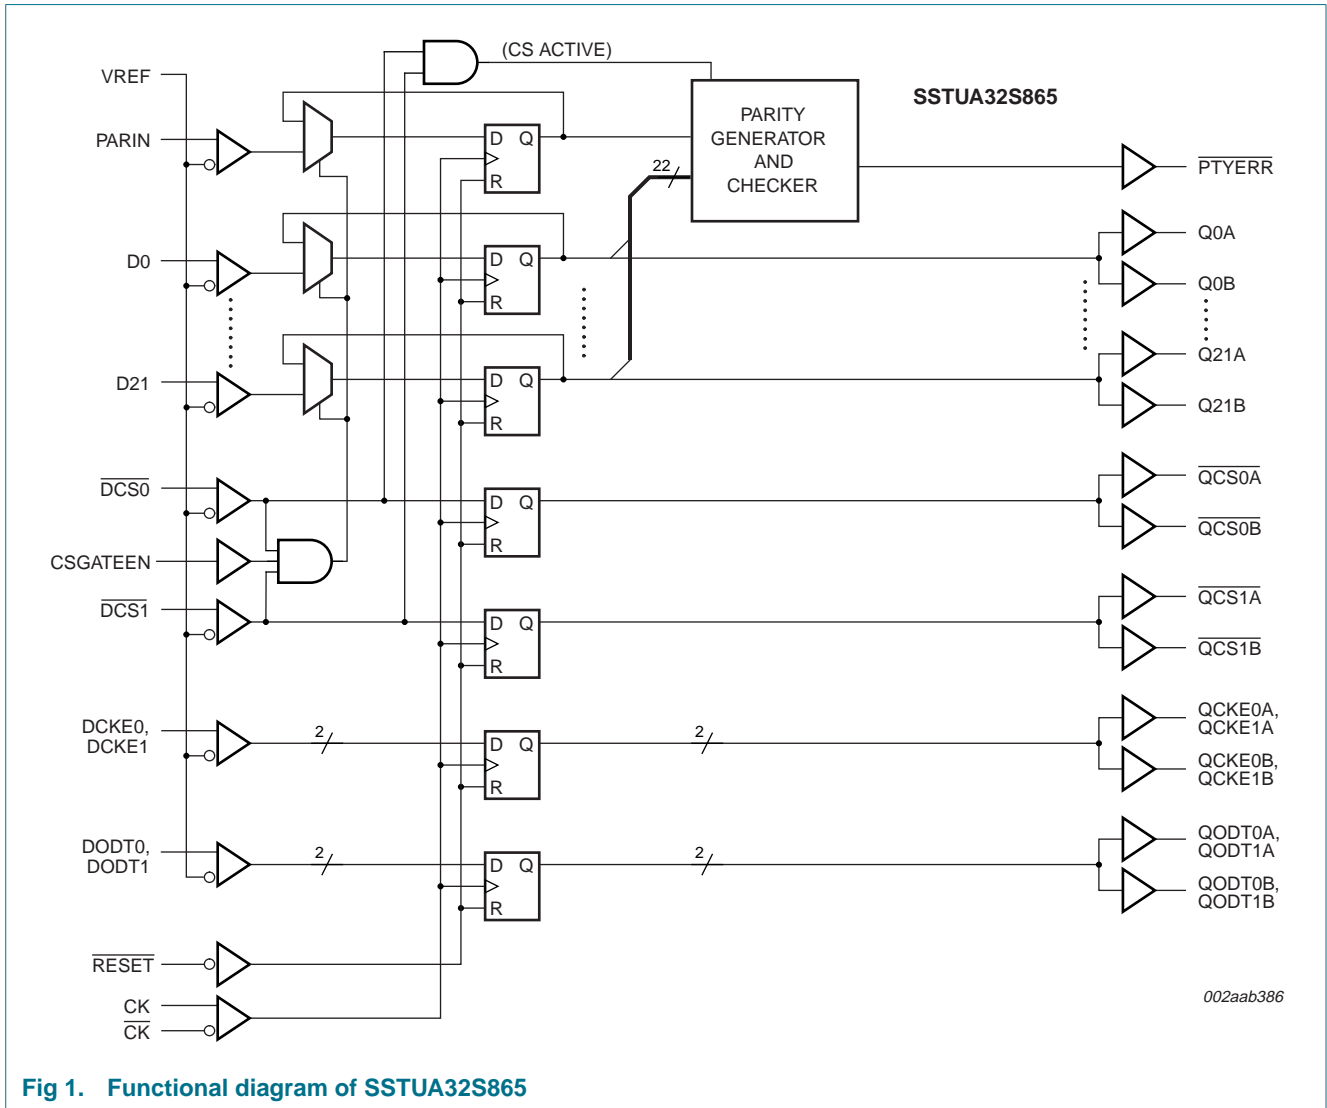 (CS ACTIVE)
VREF
SSTUA32S865
PARIN
PARITY
GENERATOR
AND
CHECKER
D Q
R
22
PTYERR
Q0A
D0
D Q
R
Q0B
D21
D Q
R
Q21A
Q21B
DCS0
D Q
R
QCS0A
QCS0B
CSGATEEN
DCS1
D Q
R
QCS1A
QCS1B
DCKE0,
DCKE1
2
D Q
R
2
QCKE0A,
QCKE1A
QCKE0B,
QCKE1B
DODT0,
DODT1
2
D Q
R
2
QODT0A,
QODT1A
QODT0B,
QODT1B
RESET
CK
CK
002aab386
Fig 1. Functional diagram of SSTUA32S865